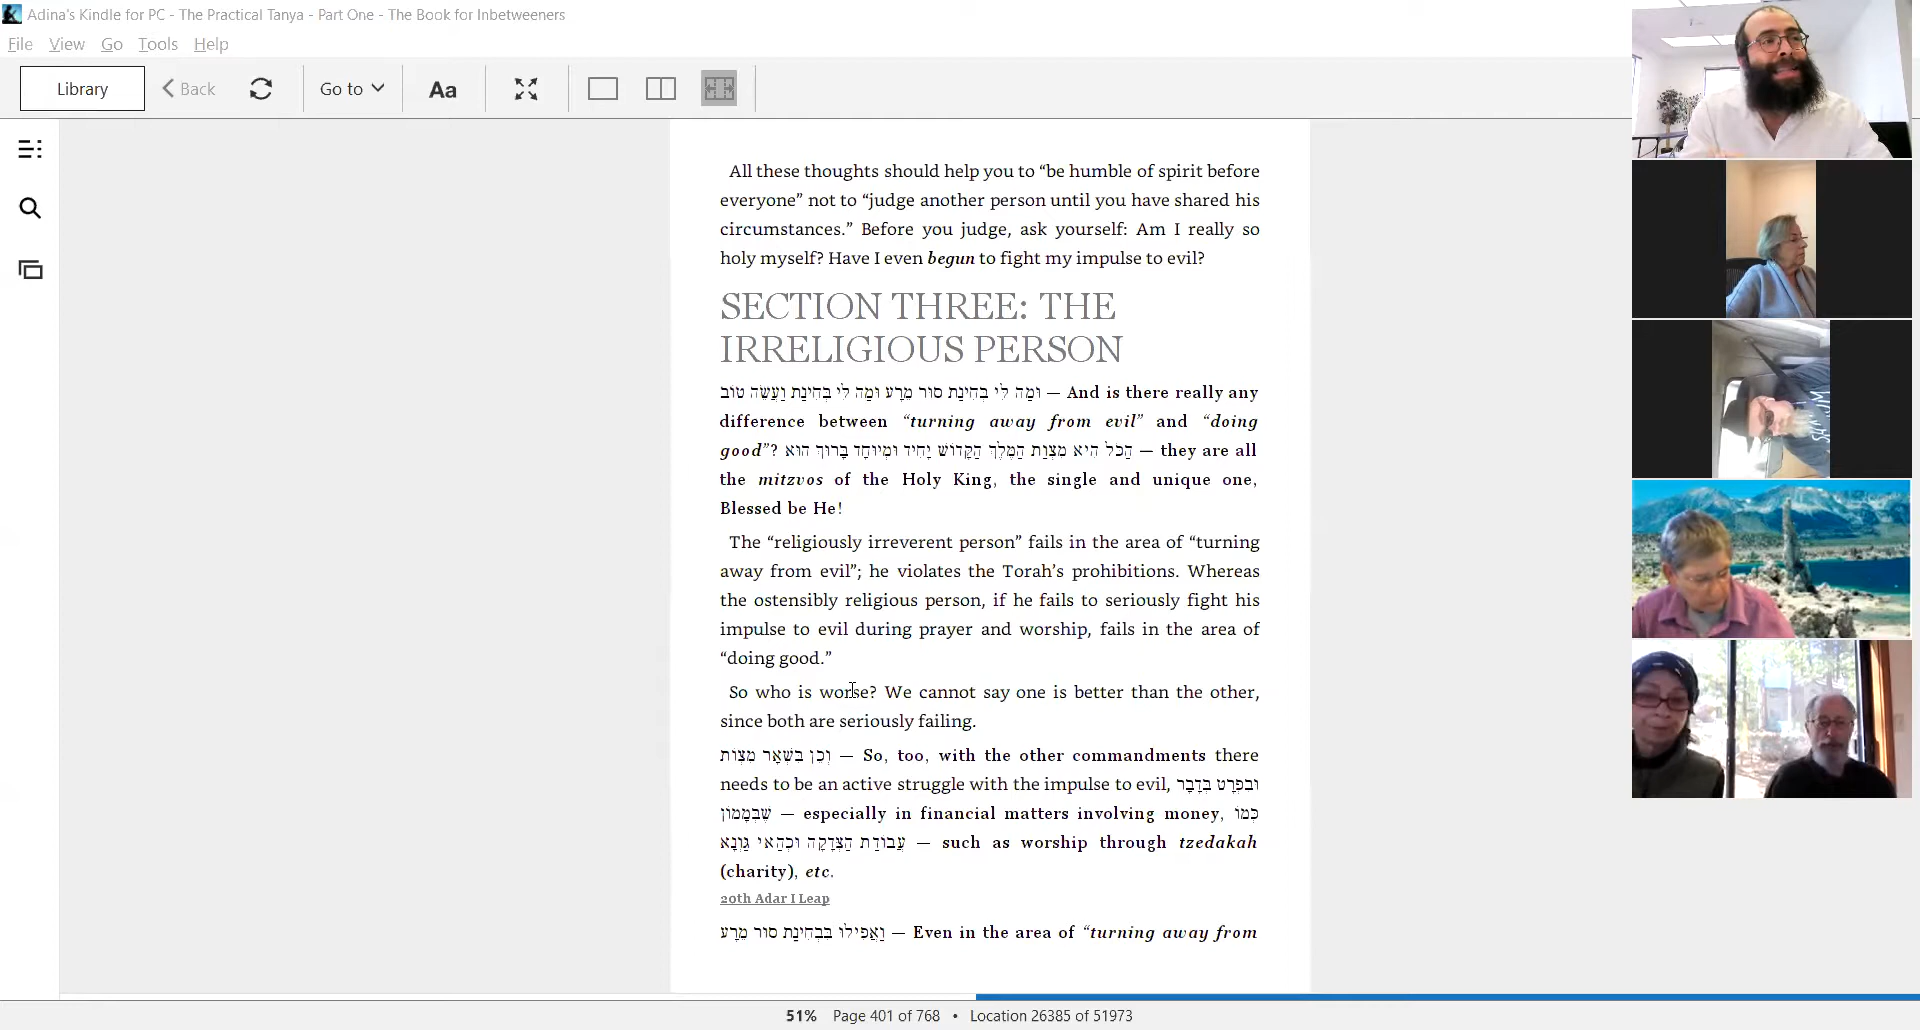 Adina's Kindle for PC - The Practical Tanya - Part One - The Book for Inbetweeners
File View Go Tools Help
Library Back Go to Aa
All these thoughts should help you to “be humble of spirit before
everyone” not to “judge another person until you have shared his
circumstances.” Before you judge, ask yourself: Am I really so
holy myself? Have I even begun to fight my impulse to evil?
SECTION THREE: THE
IRRELIGIOUS PERSON
וּמַה לִּי בְּחִינַת סוּר מֵרָע וּמַה לִּי בְּחִינַת וַעֲשֵׂה טוֹב — And is there really any
difference between “turning away from evil” and “doing
good”? הַכֹּל הִיא מִצְוַת הַמֶּלֶךְ הַקָּדוֹשׁ יָחִיד וּמְיוּחָד בָּרוּךְ הוּא — they are all
the mitzvos of the Holy King, the single and unique one,
Blessed be He!
The “religiously irreverent person” fails in the area of “turning
away from evil”; he violates the Torah’s prohibitions. Whereas
the ostensibly religious person, if he fails to seriously fight his
impulse to evil during prayer and worship, fails in the area of
“doing good.”
So who is worse? We cannot say one is better than the other,
since both are seriously failing.
וְכֵן בִּשְׁאָר מִצְוֹת — So, too, with the other commandments there
needs to be an active struggle with the impulse to evil, וּבִפְרָט בְּדָבָר
שֶׁבְּמָמוֹן — especially in financial matters involving money, כְּמוֹ
עֲבוֹדַת הַצְּדָקָה וּכְהַאי גַּוְונָא — such as worship through tzedakah
(charity), etc.
20th Adar I Leap
וַאֲפִילּוּ בִּבְחִינַת סוּר מֵרָע — Even in the area of “turning away from
51% Page 401 of 768 • Location 26385 of 51973